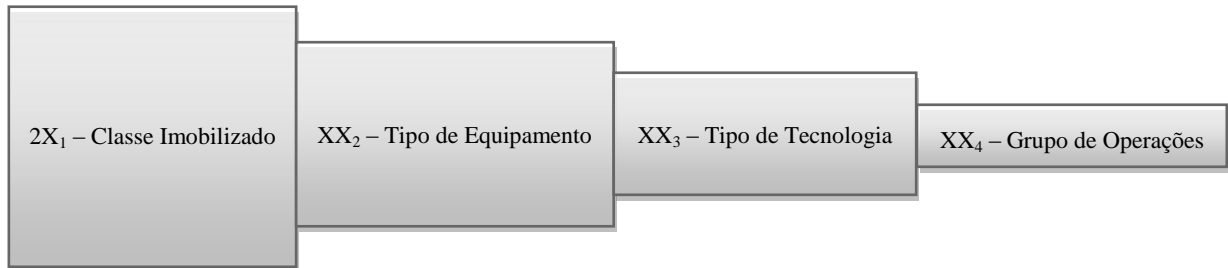 2X₁ – Classe Imobilizado
XX₂ – Tipo de Equipamento
XX₃ – Tipo de Tecnologia
XX₄ – Grupo de Operações